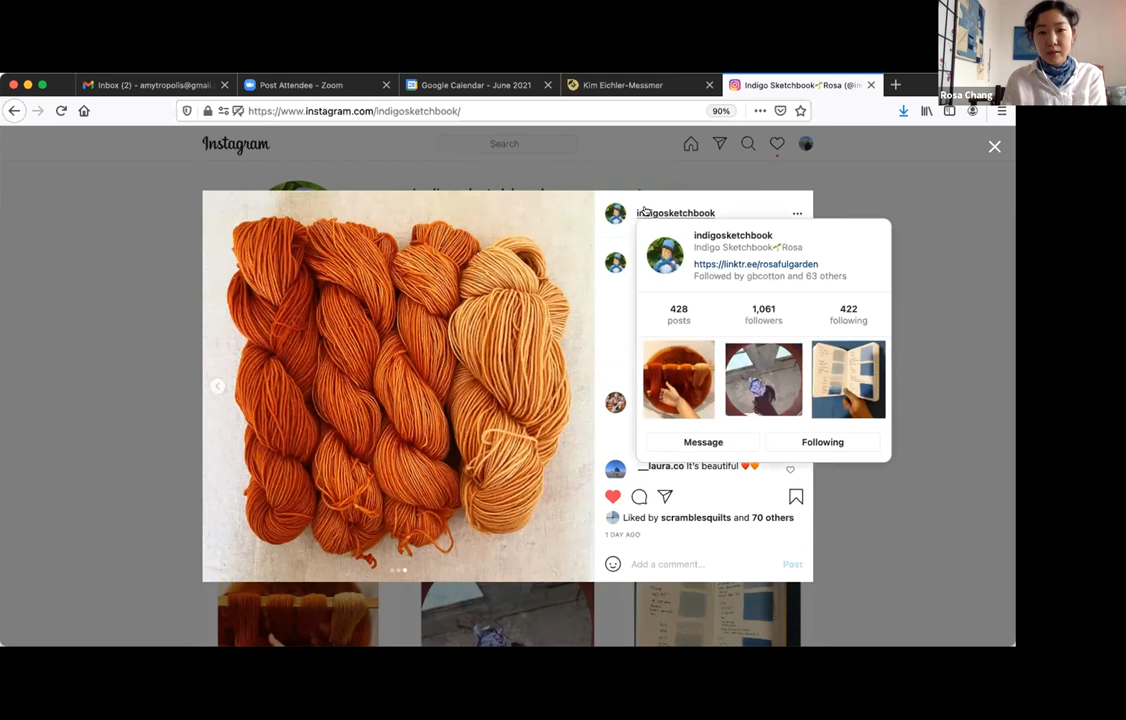 Rosa Chang
Inbox (2) - amytropolis@gmail.
Post Attendee - Zoom
Google Calendar - June 2021
Kim Eichler-Messmer
Indigo Sketchbook🌱Rosa (@in
https://www.instagram.com/indigosketchbook/
90%
Instagram
Search
indigosketchbook
indigosketchbook
Indigo Sketchbook🌱Rosa
https://linktr.ee/rosafulgarden
Followed by gbcotton and 63 others
428 1,061 422
posts followers following
Message Following
__laura.co It's beautiful ❤️🧡
Liked by scramblesquilts and 70 others
1 DAY AGO
Add a comment... Post